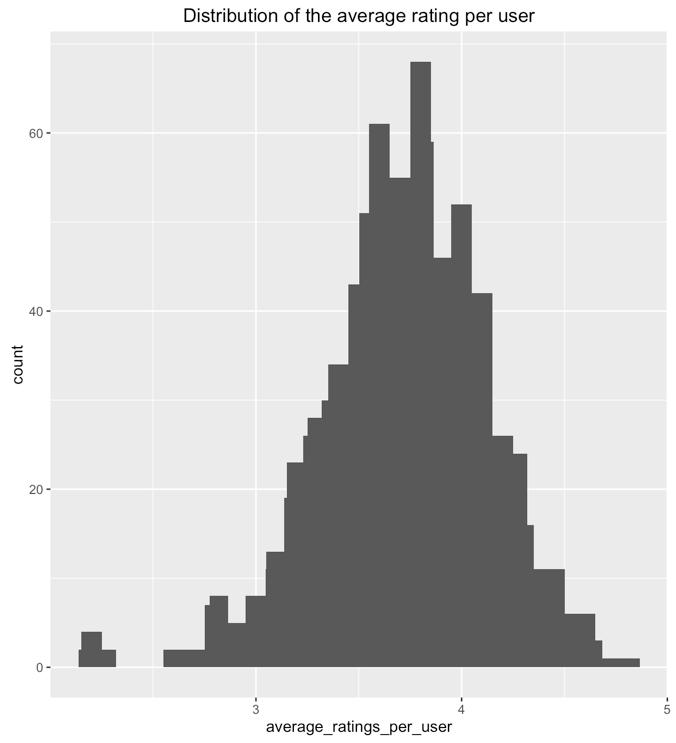 Distribution of the average rating per user
60
40
20
0
count
3
4
5
average_ratings_per_user